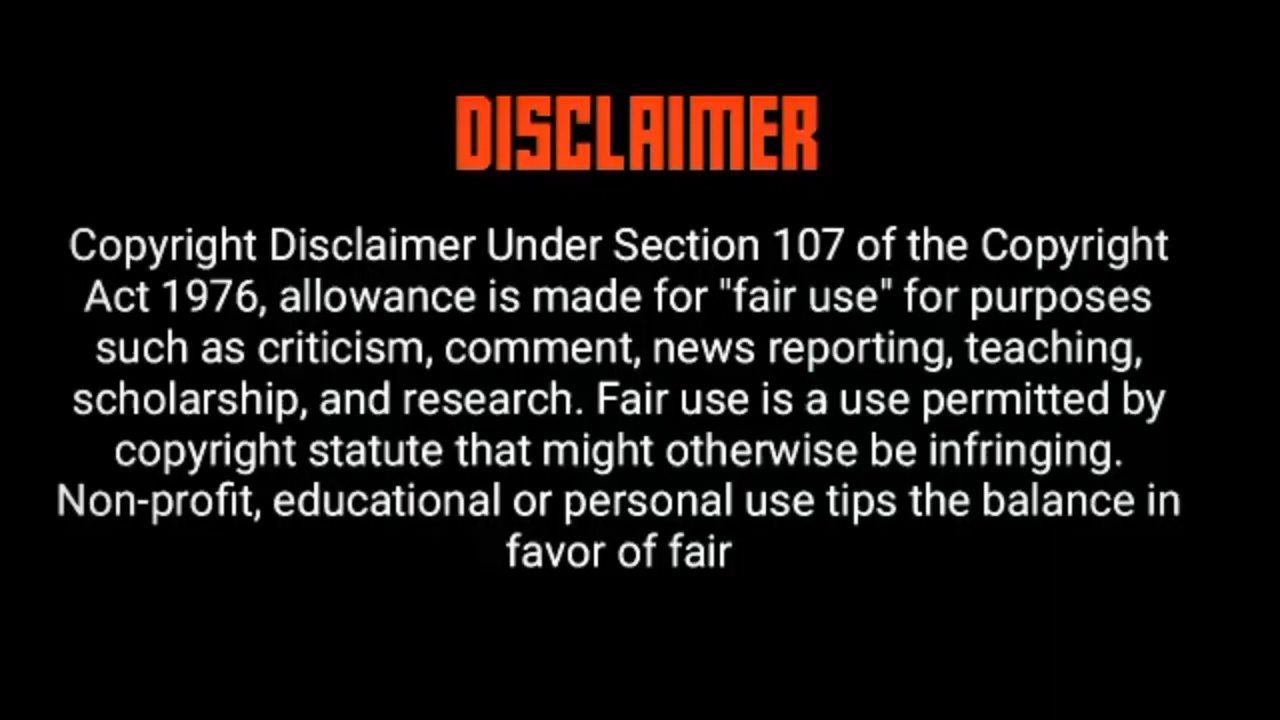 DISCLAIMER
Copyright Disclaimer Under Section 107 of the Copyright
Act 1976, allowance is made for "fair use" for purposes
such as criticism, comment, news reporting, teaching,
scholarship, and research. Fair use is a use permitted by
copyright statute that might otherwise be infringing.
Non-profit, educational or personal use tips the balance in
favor of fair